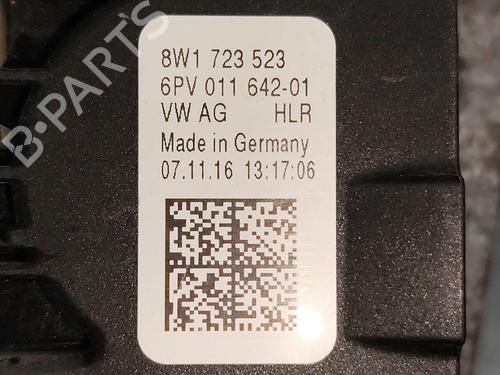 B-PARTS
8W1 723 523
6PV 011 642-01
VW AG HLR
Made in Germany
07.11.16 13:17:06